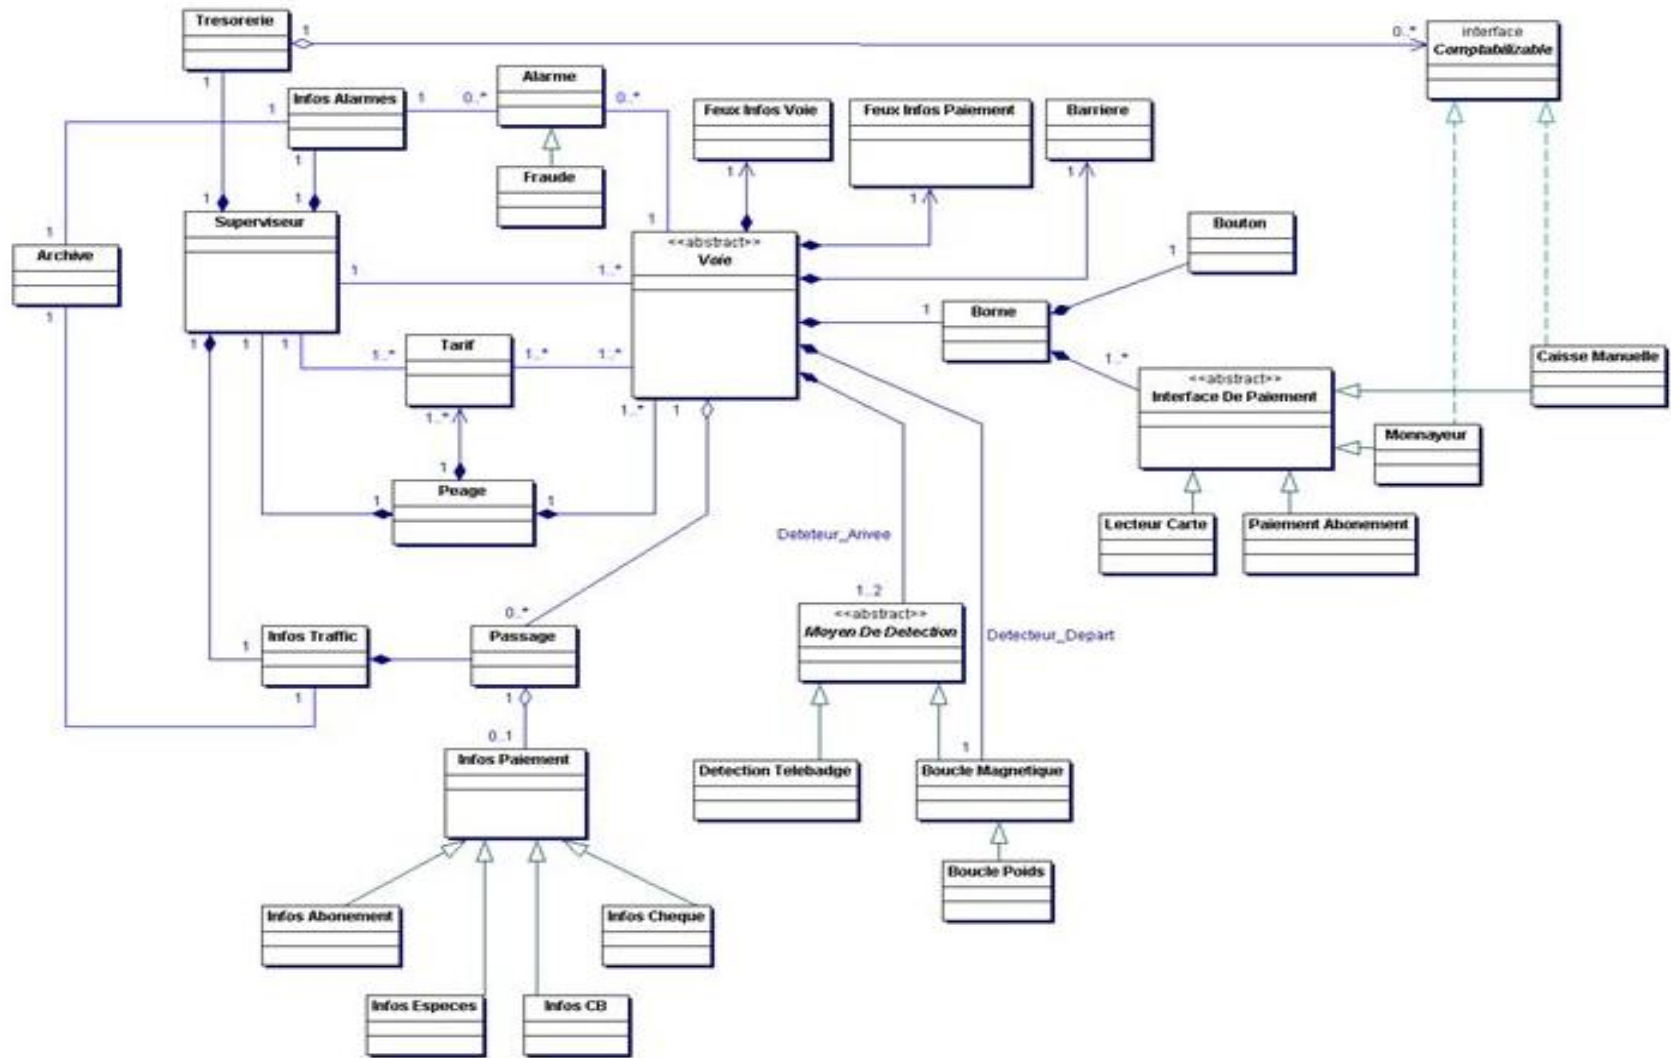 Tresorerie
1
0..*
interface
Comptabilizable
1
Infos Alarmes
1
0..*
Alarme
0..*
Feux Infos Voie
Feux Infos Paiement
Barriere
1
1
1
1
1
Fraude
1
1
1
Superviseur
1
<<abstract>>
Voie
Bouton
1
Archive
1
1
1..*
1
Borne
1
1
1
1..*
Tarif
1..*
1..*
1..*
<<abstract>>
Interface De Paiement
Caisse Manuelle
1..*
1..*
1
Monnayeur
1
Peage
1
1
Lecteur Carte
Paiement Abonement
Deteteur_Arivee
1..2
0..*
<<abstract>>
Moyen De Detection
Detecteur_Depart
Infos Traffic
1
Passage
1
1
0..1
Infos Paiement
1
Detection Telebadge
Boucle Magnetique
Boucle Poids
Infos Abonement
Infos Cheque
Infos Especes
Infos CB